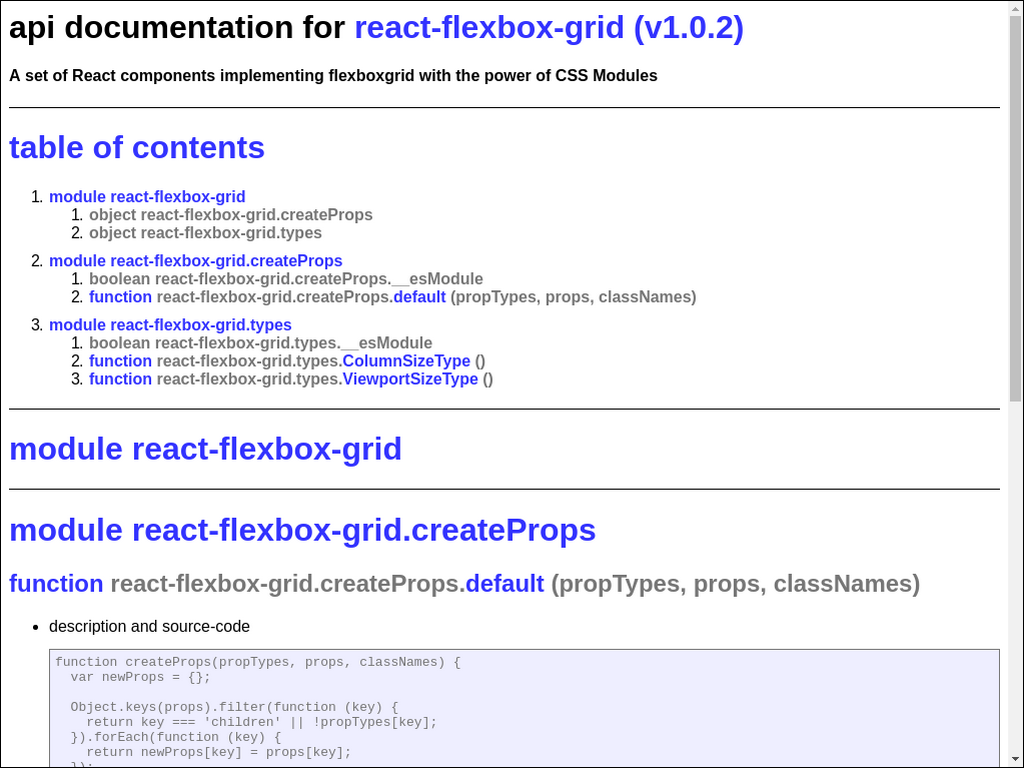 api documentation for react-flexbox-grid (v1.0.2)
A set of React components implementing flexboxgrid with the power of CSS Modules
table of contents
1. module react-flexbox-grid
1. object react-flexbox-grid.createProps
2. object react-flexbox-grid.types
2. module react-flexbox-grid.createProps
1. boolean react-flexbox-grid.createProps.__esModule
2. function react-flexbox-grid.createProps.default (propTypes, props, classNames)
3. module react-flexbox-grid.types
1. boolean react-flexbox-grid.types.__esModule
2. function react-flexbox-grid.types.ColumnSizeType ()
3. function react-flexbox-grid.types.ViewportSizeType ()
module react-flexbox-grid
module react-flexbox-grid.createProps
function react-flexbox-grid.createProps.default (propTypes, props, classNames)
• description and source-code
function createProps(propTypes, props, classNames) {
  var newProps = {};
  Object.keys(props).filter(function (key) {
    return key === 'children' || !propTypes[key];
  }).forEach(function (key) {
    return newProps[key] = props[key];
  });